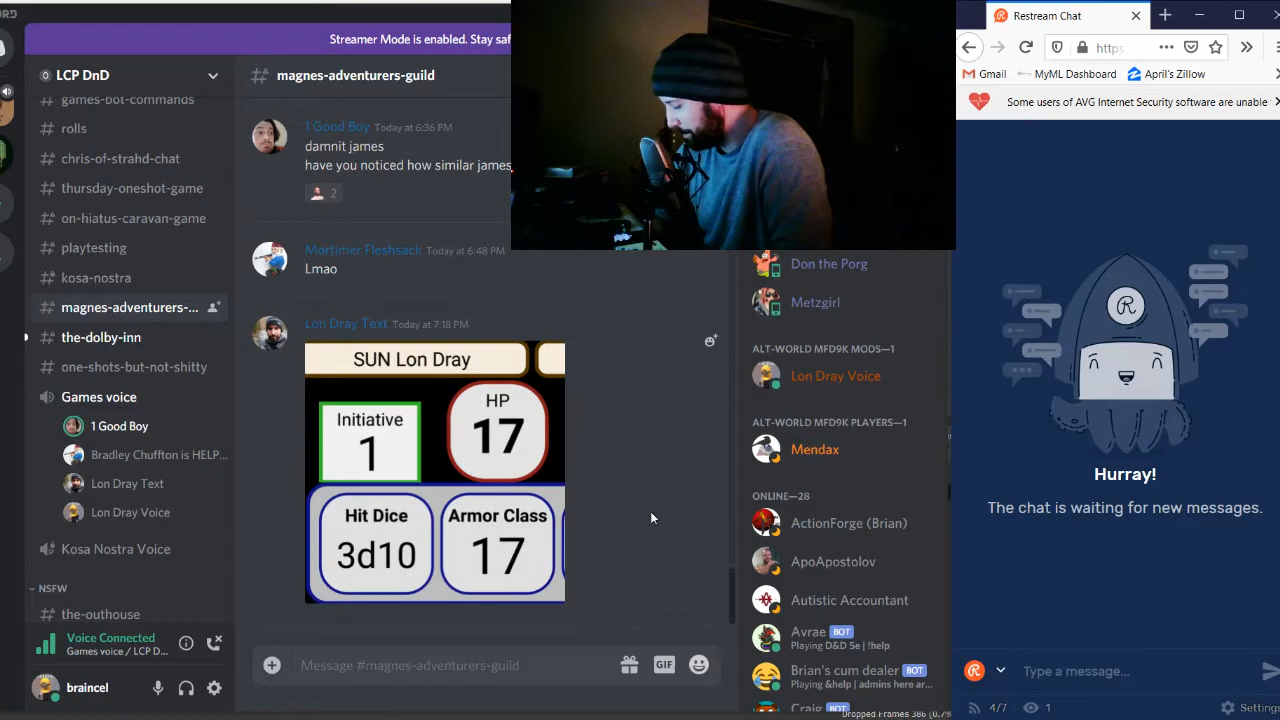 ORD
Streamer Mode is enabled. Stay saf
LCP DnD
games-bot-commands
# rolls
# chris-of-strahd-chat
# thursday-oneshot-game
# on-hiatus-caravan-game
# playtesting
# kosa-nostra
# magnes-adventurers-...
# the-dolby-inn
# one-shots-but-not-shitty
Games voice
1 Good Boy
Bradley Chuffton is HELP...
Lon Dray Text
Lon Dray Voice
Kosa Nostra Voice
NSFW
# the-outhouse
Voice Connected
Games voice / LCP D...
braincel
# magnes-adventurers-guild
1 Good Boy Today at 6:36 PM
damnit james
have you noticed how similar james
2
Mortimer Fleshsack Today at 6:48 PM
Lmao
Lon Dray Text Today at 7:18 PM
SUN Lon Dray
Initiative
1
HP
17
Hit Dice
3d10
Armor Class
17
Message #magnes-adventurers-guild
GIF
Don the Porg
Metzgirl
ALT-WORLD MFD9K MODS—1
Lon Dray Voice
ALT-WORLD MFD9K PLAYERS—1
Mendax
ONLINE—28
ActionForge (Brian)
ApoApostolov
Autistic Accountant
Avrae BOT
Playing D&D 5e | !help
Brian's cum dealer BOT
Playing &help | admins here ar...
Craig BOT
Dropped Frames 386 (0.7%
Restream Chat
https
Gmail
MyML Dashboard
April's Zillow
Some users of AVG Internet Security software are unable
R
Hurray!
The chat is waiting for new messages.
Type a message...
4/7
1
Settings